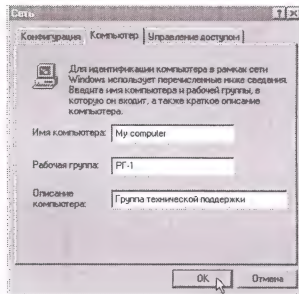 Сеть
Конфигурация Компьютер Управление доступом
Для идентификации компьютера в рамках сети
Windows использует перечисленные ниже сведения.
Введите имя компьютера и рабочей группы, в
которую он входит, а также краткое описание
компьютера.
Имя компьютера: My computer
Рабочая группа: РГ-1
Описание
компьютера: Группа технической поддержки
OK Отмена